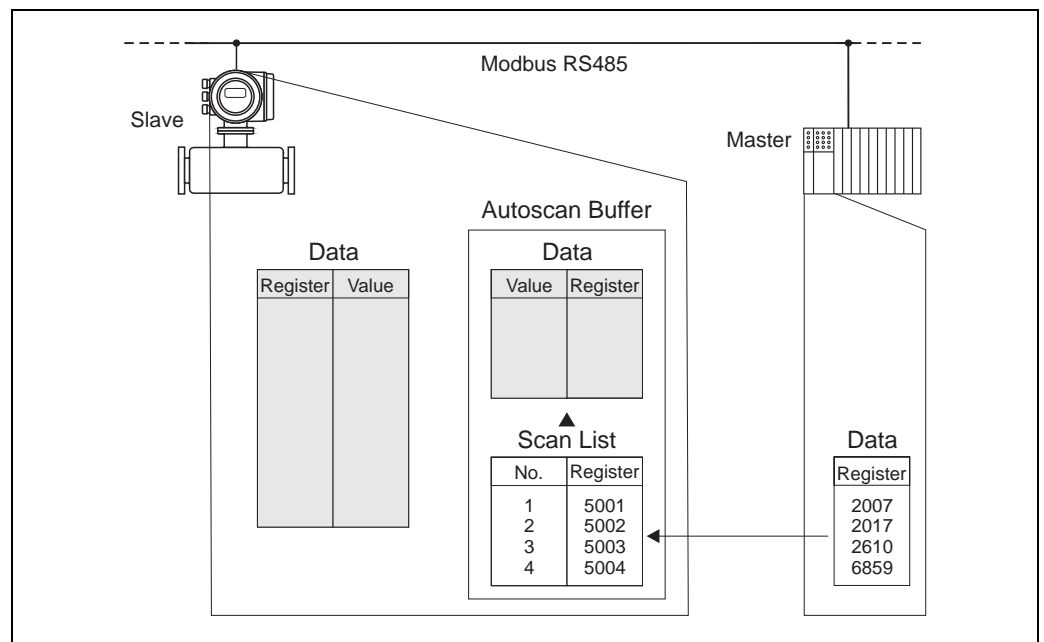 Modbus RS485
Slave
Master
Autoscan Buffer
Data
Register Value
Data
Value Register
Scan List
No. Register
1 5001
2 5002
3 5003
4 5004
Data
Register
2007
2017
2610
6859